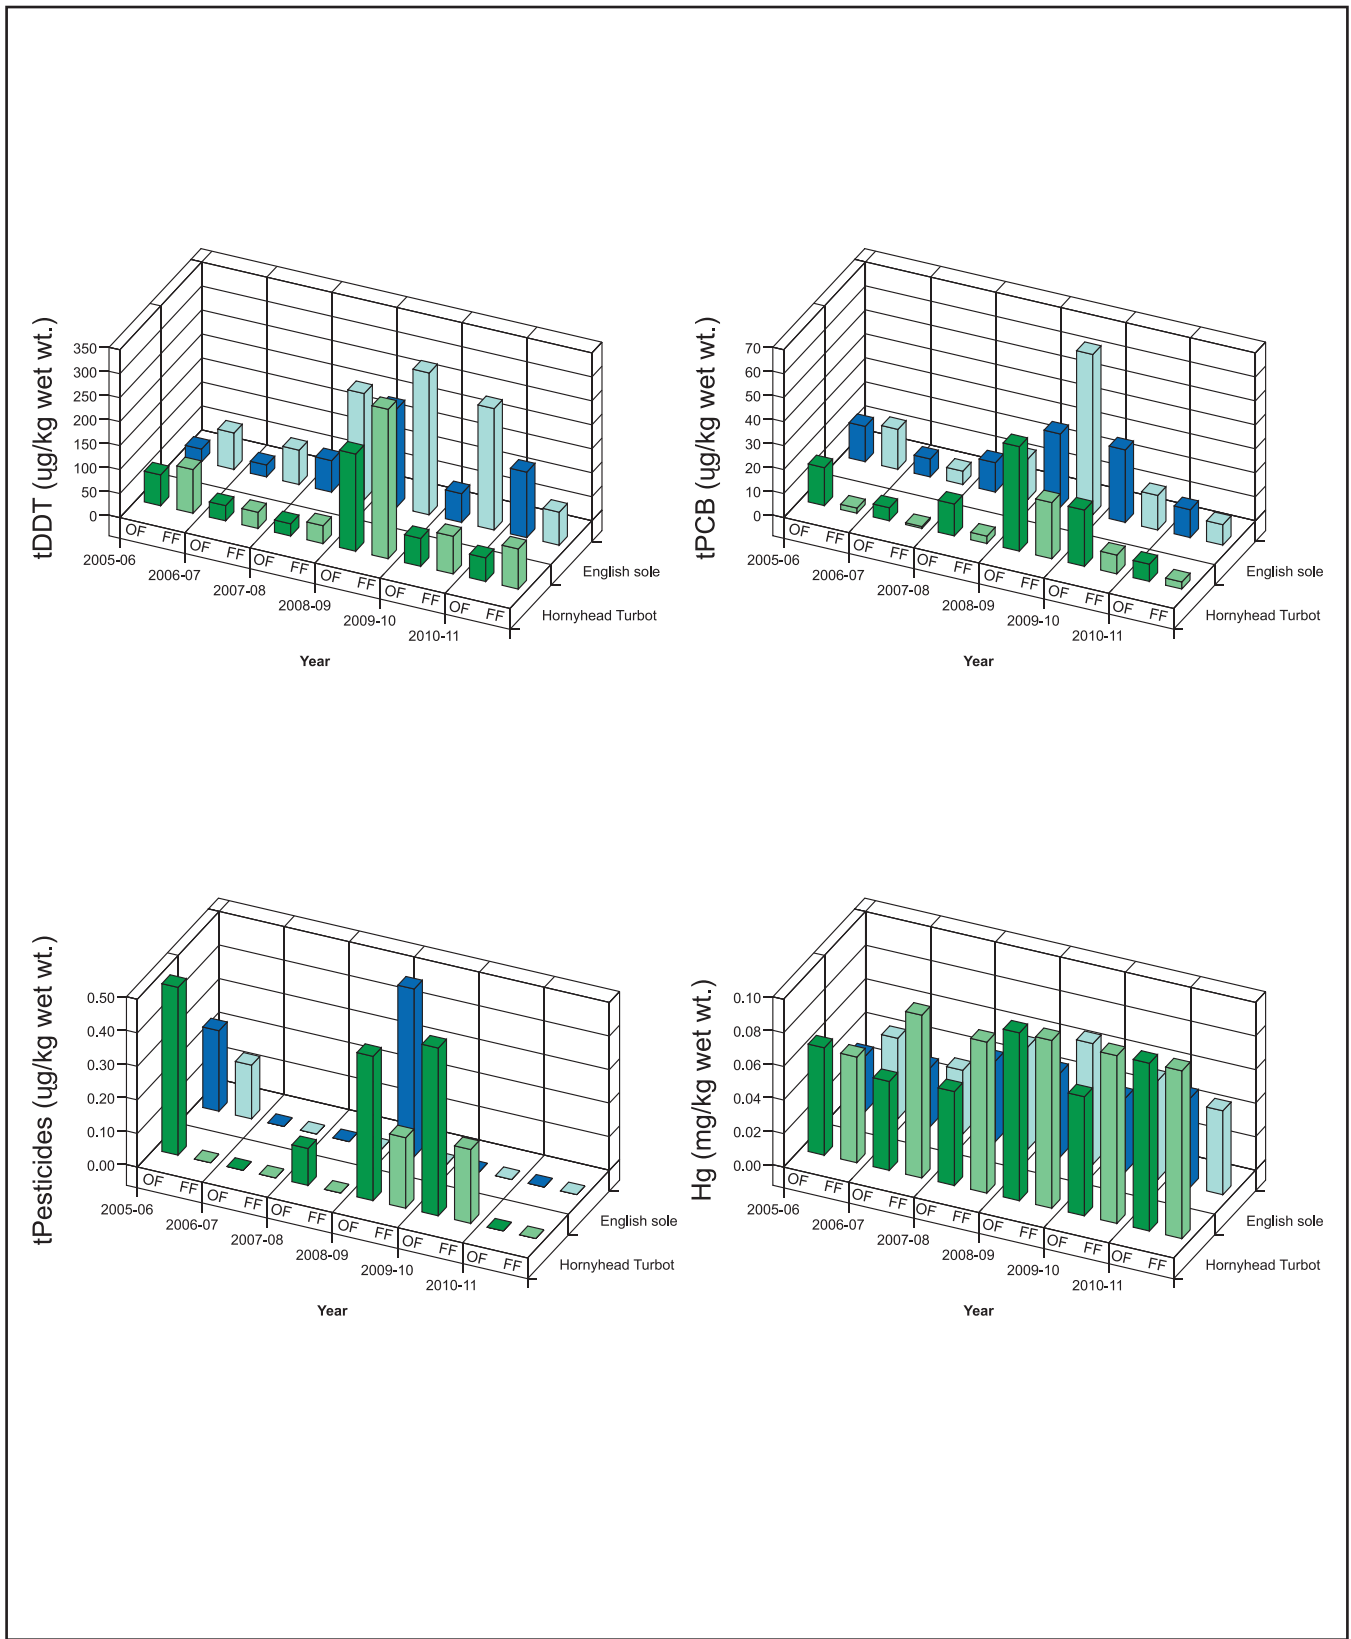 tDDT (ug/kg wet wt.)
350
300
250
200
150
100
50
0
OF FF OF FF OF FF OF FF OF FF OF FF
2005-06
2006-07
2007-08
2008-09
2009-10
2010-11
English sole
Hornyhead Turbot
Year
tPCB (ug/kg wet wt.)
70
60
50
40
30
20
10
0
OF FF OF FF OF FF OF FF OF FF OF FF
2005-06
2006-07
2007-08
2008-09
2009-10
2010-11
English sole
Hornyhead Turbot
Year
tPesticides (ug/kg wet wt.)
0.50
0.40
0.30
0.20
0.10
0.00
OF FF OF FF OF FF OF FF OF FF OF FF
2005-06
2006-07
2007-08
2008-09
2009-10
2010-11
English sole
Hornyhead Turbot
Year
Hg (mg/kg wet wt.)
0.10
0.08
0.06
0.04
0.02
0.00
OF FF OF FF OF FF OF FF OF FF OF FF
2005-06
2006-07
2007-08
2008-09
2009-10
2010-11
English sole
Hornyhead Turbot
Year